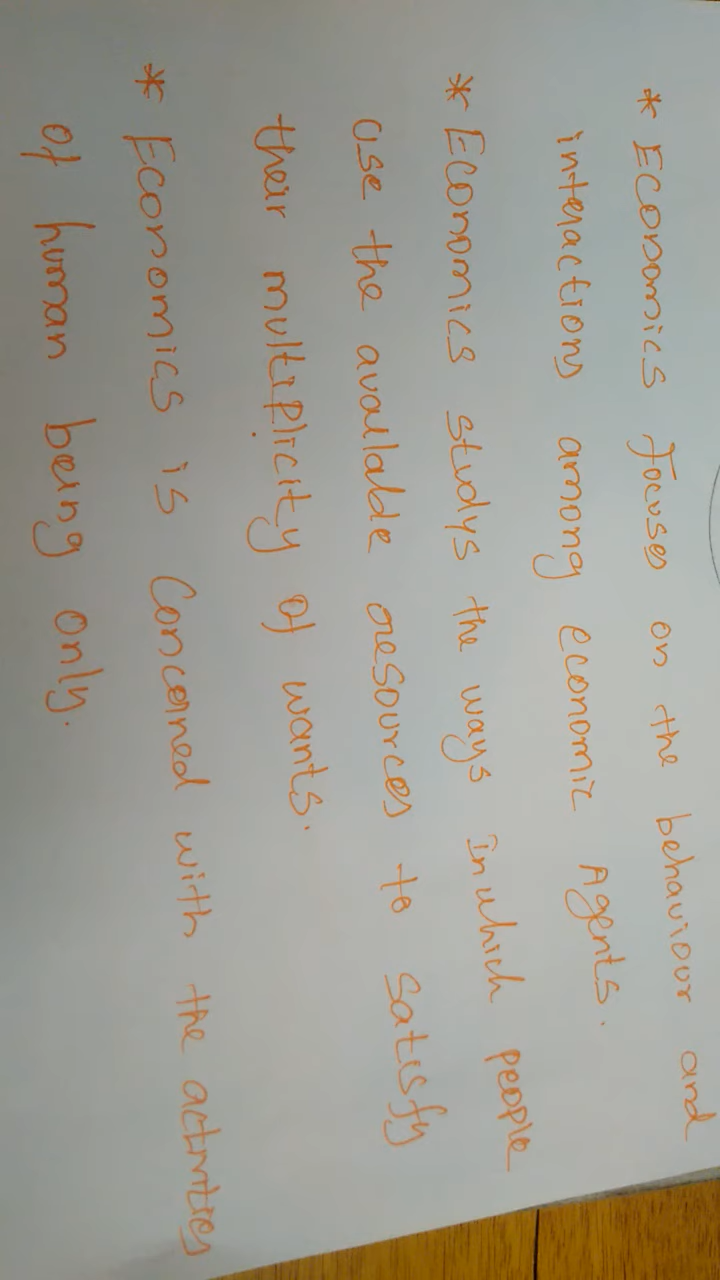 * Economics focuses on the behaviour and
interactions among economic Agents.
* Economics studys the ways In which people
use the available resources to satisfy
their multiplicity of wants.
* Economics is Concerned with the activities
of human being only.